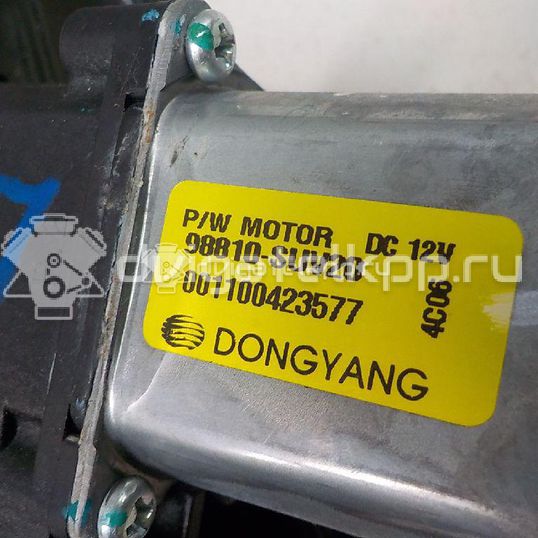 P/W MOTOR DC 12V
001100423577
4C06
DONGYANG